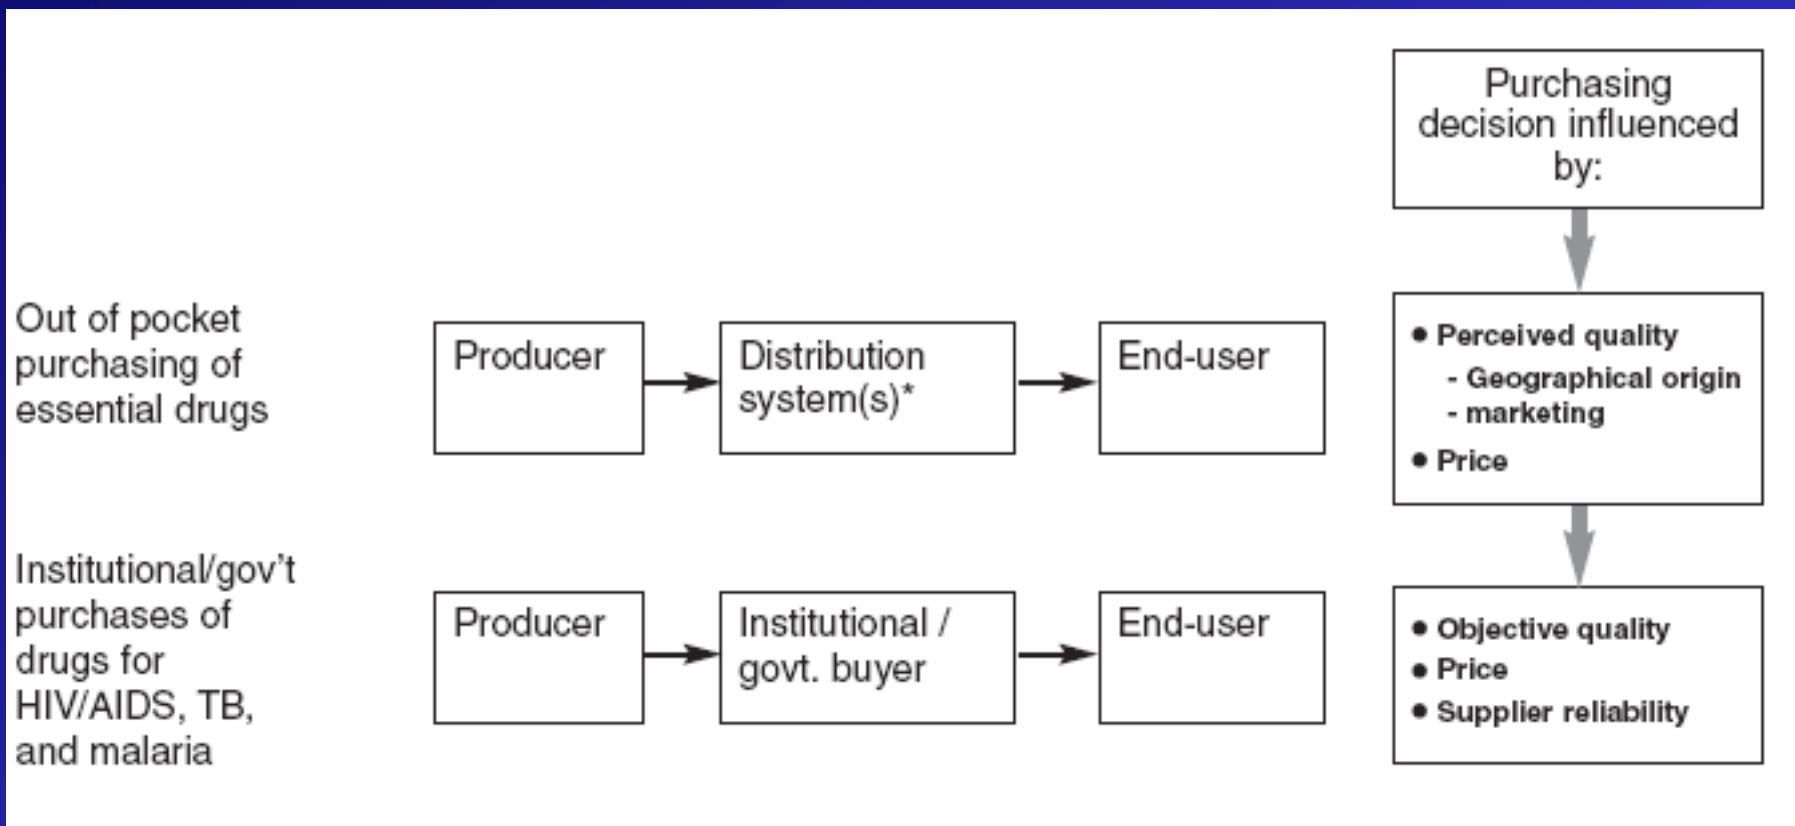 Purchasing
decision influenced
by:
Out of pocket
purchasing of
essential drugs
Producer
Distribution
system(s)*
End-user
● Perceived quality
- Geographical origin
- marketing
● Price
Institutional/gov't
purchases of
drugs for
HIV/AIDS, TB,
and malaria
Producer
Institutional /
govt. buyer
End-user
● Objective quality
● Price
● Supplier reliability